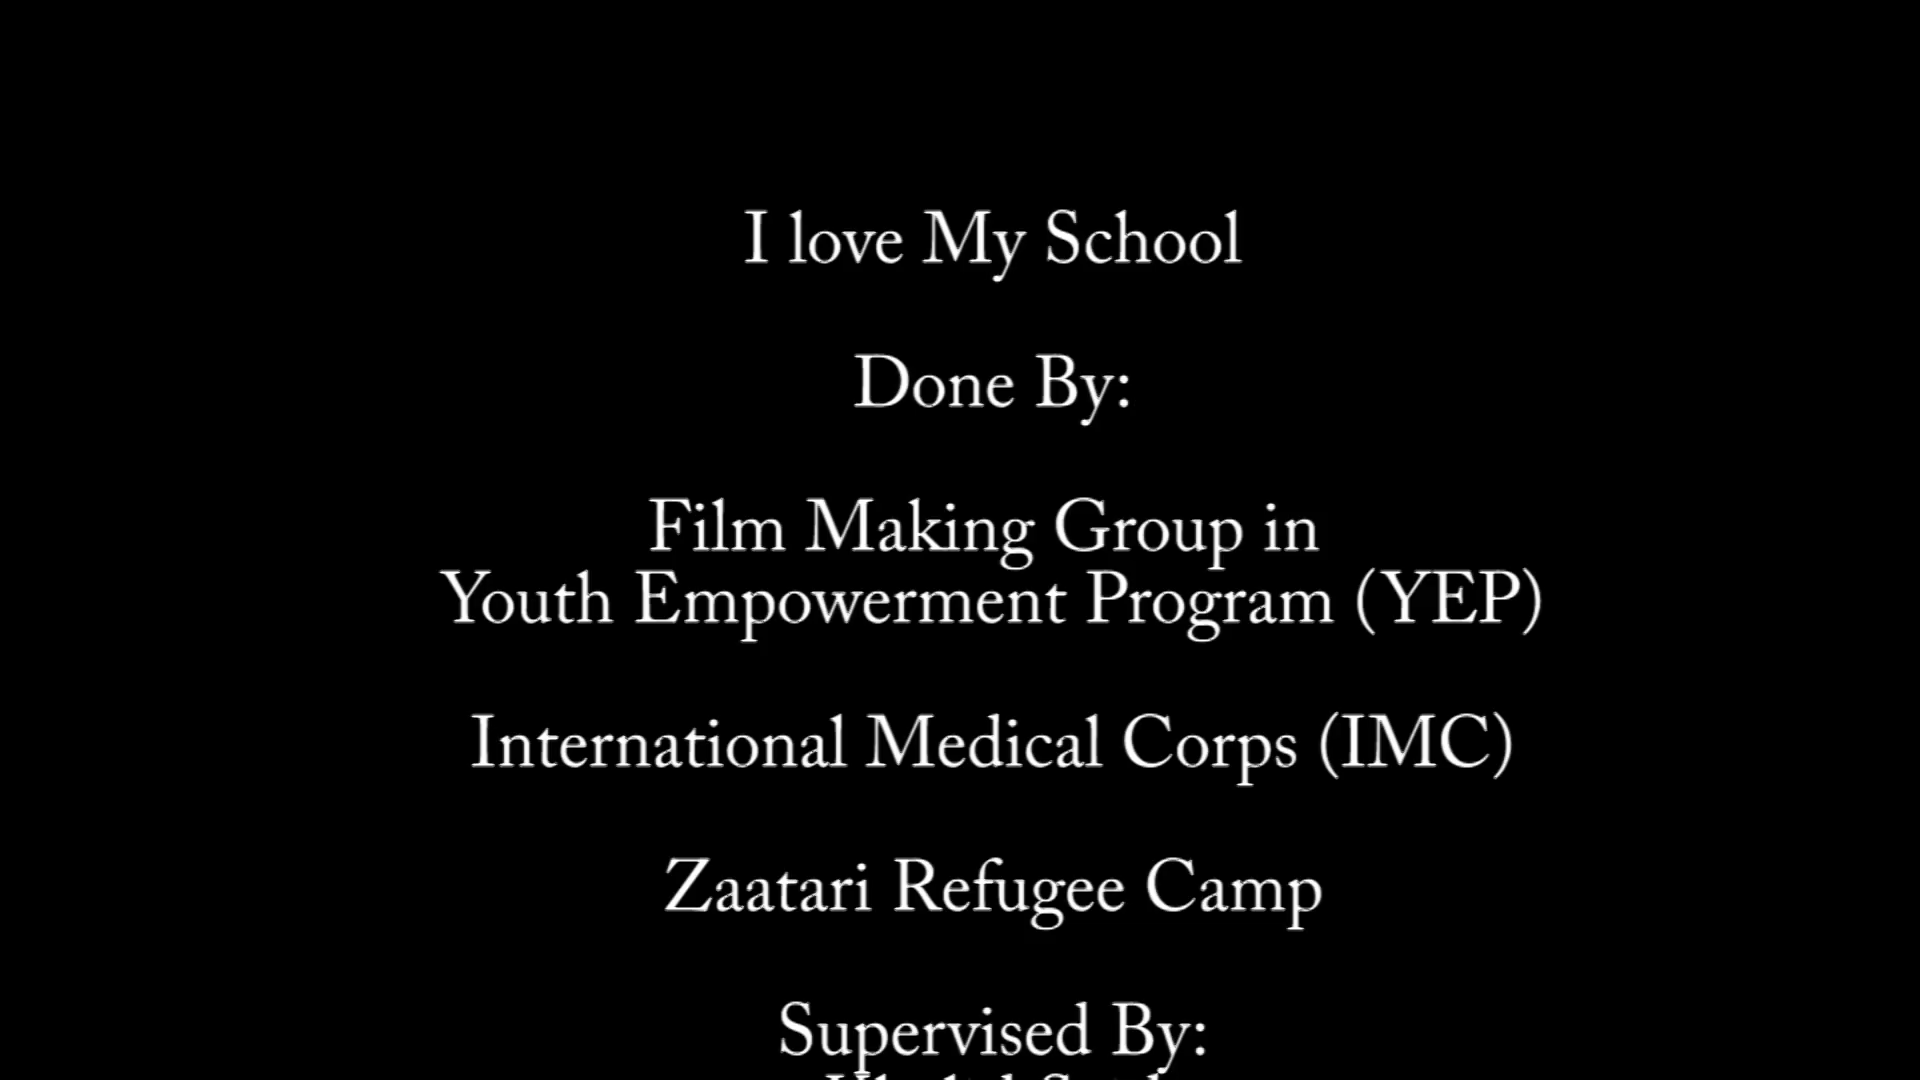 I love My School
Done By:
Film Making Group in
Youth Empowerment Program (YEP)
International Medical Corps (IMC)
Zaatari Refugee Camp
Supervised By: